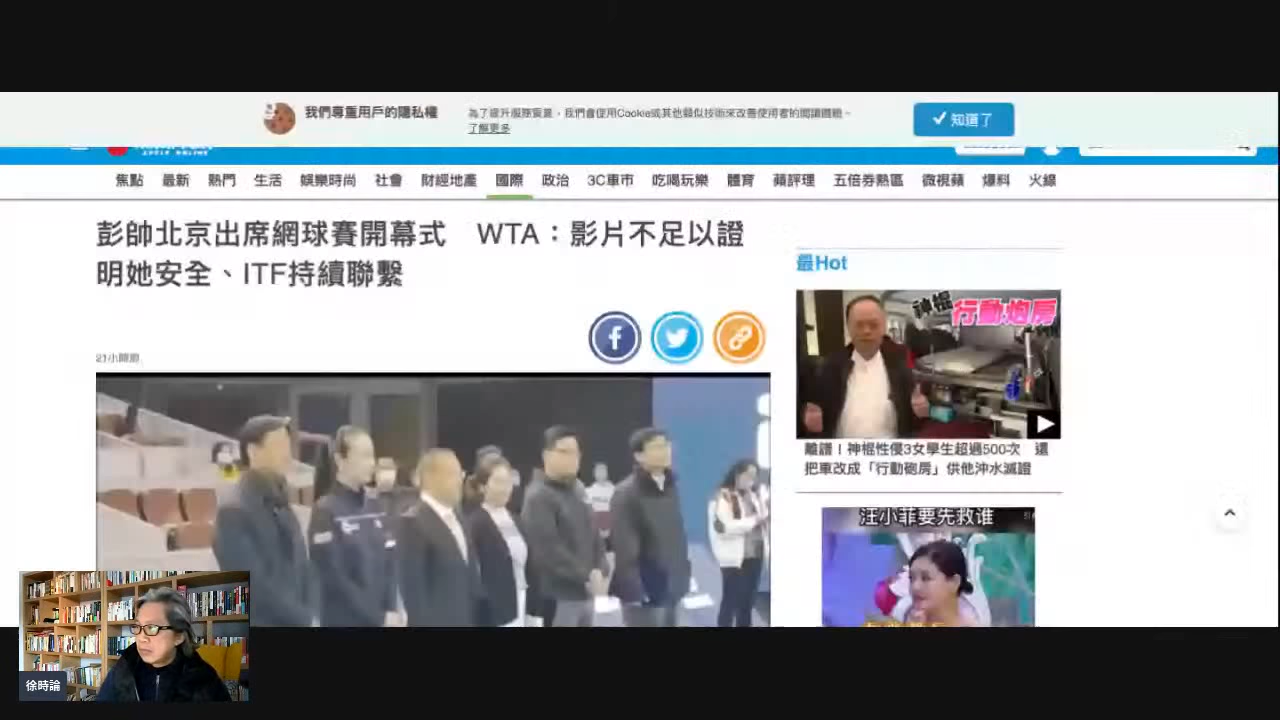 我們尊重用戶的隱私權
為了提升服務質量，我們會使用Cookie或其他類似技術來改善使用者的閱讀體驗。
了解更多
知道了
焦點 最新 熱門 生活 娛樂時尚 社會 財經地產 國際 政治 3C車市 吃喝玩樂 體育 蘋評理 五倍券熱區 微視蘋 爆料 火線
彭帥北京出席網球賽開幕式　WTA：影片不足以證
明她安全、ITF持續聯繫
最Hot
神棍
行動炮房
21小時前
離譜！神棍性侵3女學生超過500次　還
把車改成「行動砲房」供他沖水滅證
汪小菲要先救谁
徐時論